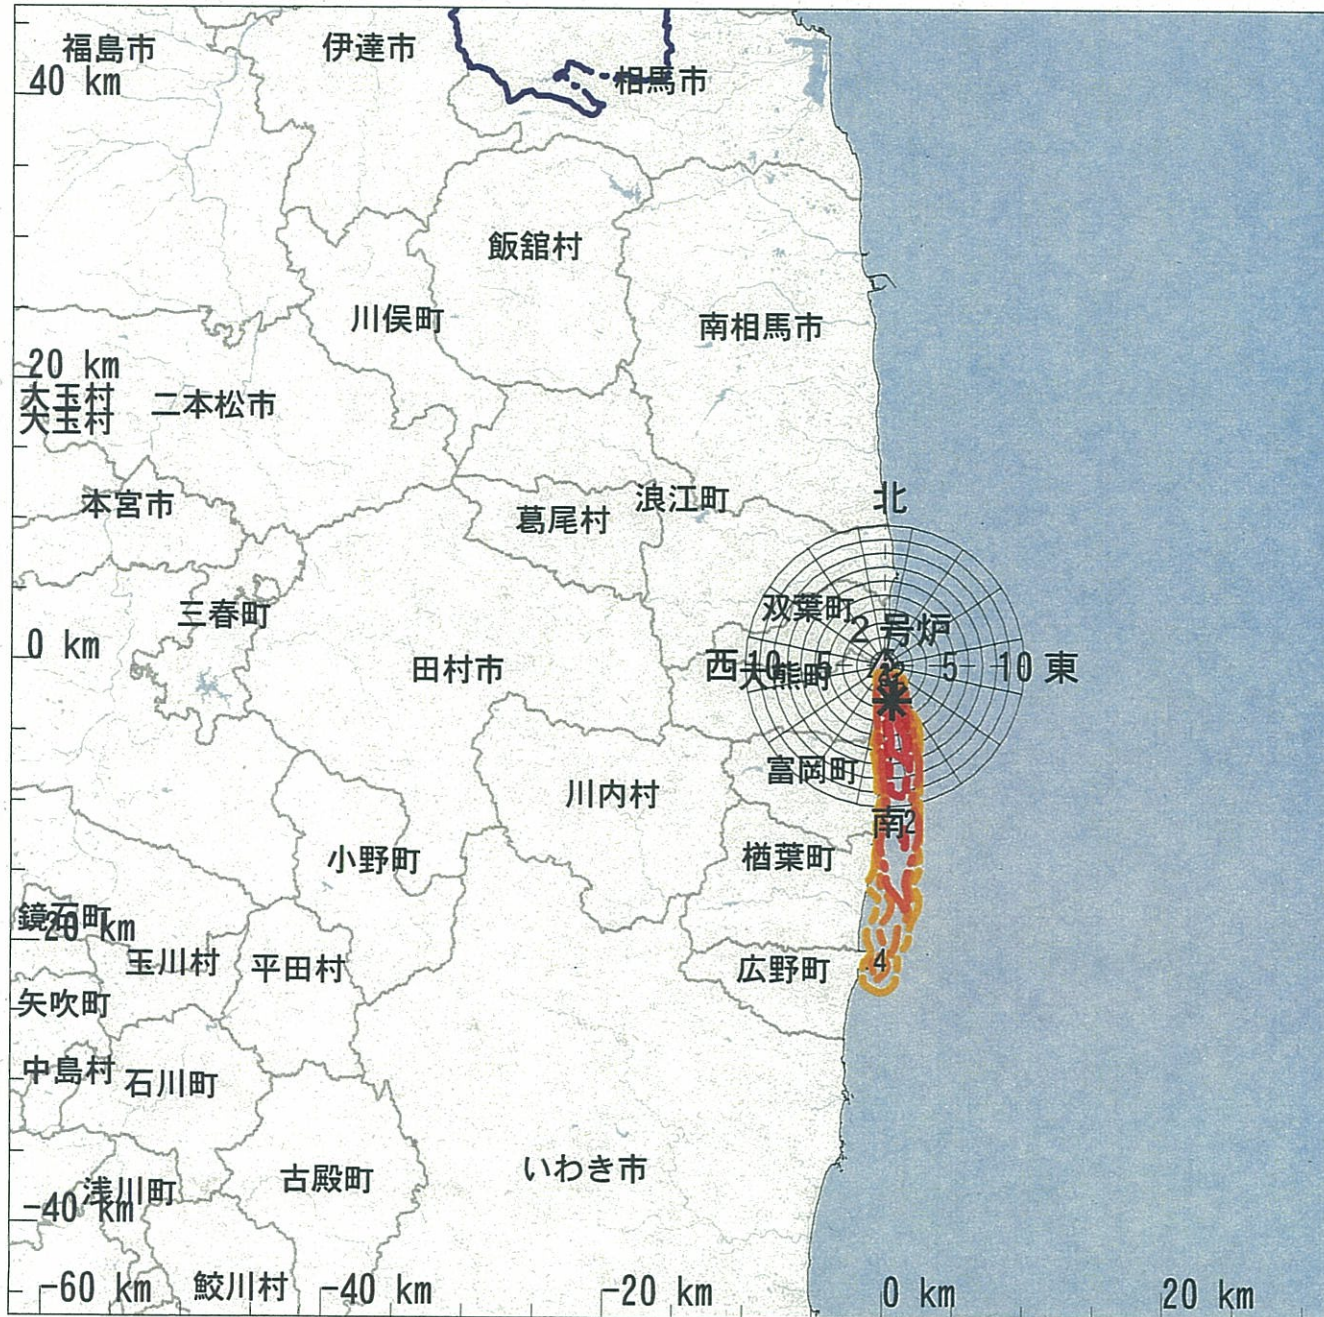 福島市
伊達市
40 km
相馬市
飯舘村
川俣町
南相馬市
20 km
大玉村
二本松市
大玉村
北
本宮市
葛尾村
浪江町
三春町
双葉町
2号炉
0 km
田村市
西 10 5 5 10 東
大熊町
富岡町
川内村
南
2
小野町
楢葉町
鏡石町
-20 km
玉川村
平田村
4
広野町
矢吹町
中島村
石川町
いわき市
浅川町
古殿町
-40 km
-60 km
鮫川村
-40 km
-20 km
0 km
20 km